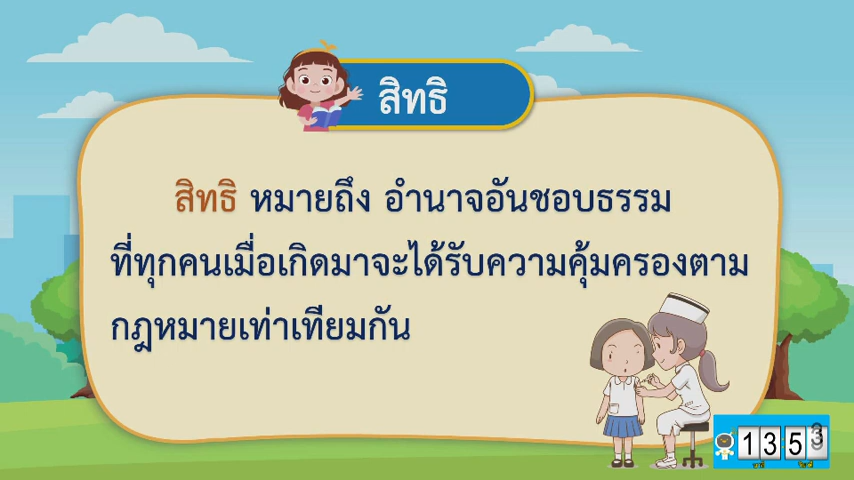 สิทธิ
สิทธิ หมายถึง อำนาจอันชอบธรรม
ที่ทุกคนเมื่อเกิดมาจะได้รับความคุ้มครองตาม
กฎหมายเท่าเทียมกัน
135